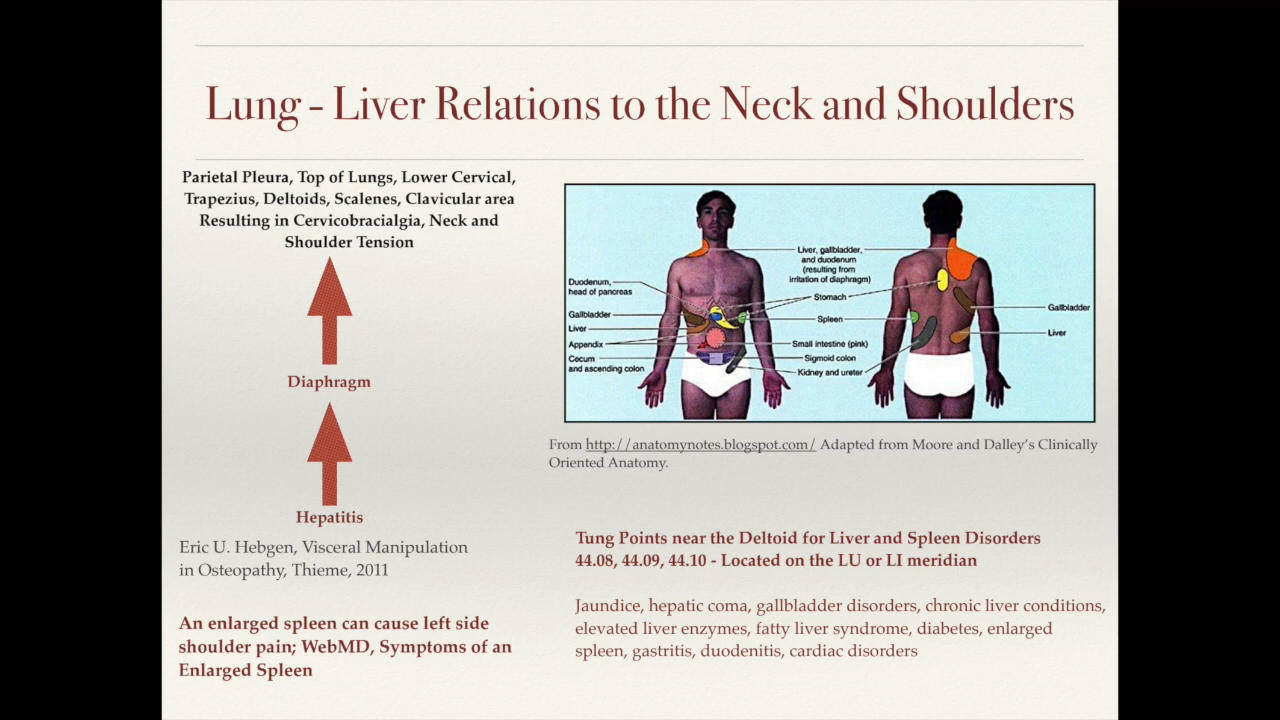 Lung - Liver Relations to the Neck and Shoulders
Parietal Pleura, Top of Lungs, Lower Cervical,
Trapezius, Deltoids, Scalenes, Clavicular area
Resulting in Cervicobracialgia, Neck and
Shoulder Tension
Diaphragm
Hepatitis
Eric U. Hebgen, Visceral Manipulation
in Osteopathy, Thieme, 2011
An enlarged spleen can cause left side
shoulder pain; WebMD, Symptoms of an
Enlarged Spleen
Duodenum,
head of pancreas
Gallbladder
Liver
Appendix
Cecum
and ascending colon
Liver, gallbladder,
and duodenum
(resulting from
irritation of diaphragm)
Stomach
Spleen
Small intestine (pink)
Sigmoid colon
Kidney and ureter
Gallbladder
Liver
From http://anatomynotes.blogspot.com/ Adapted from Moore and Dalley's Clinically
Oriented Anatomy.
Tung Points near the Deltoid for Liver and Spleen Disorders
44.08, 44.09, 44.10 - Located on the LU or LI meridian
Jaundice, hepatic coma, gallbladder disorders, chronic liver conditions,
elevated liver enzymes, fatty liver syndrome, diabetes, enlarged
spleen, gastritis, duodenitis, cardiac disorders